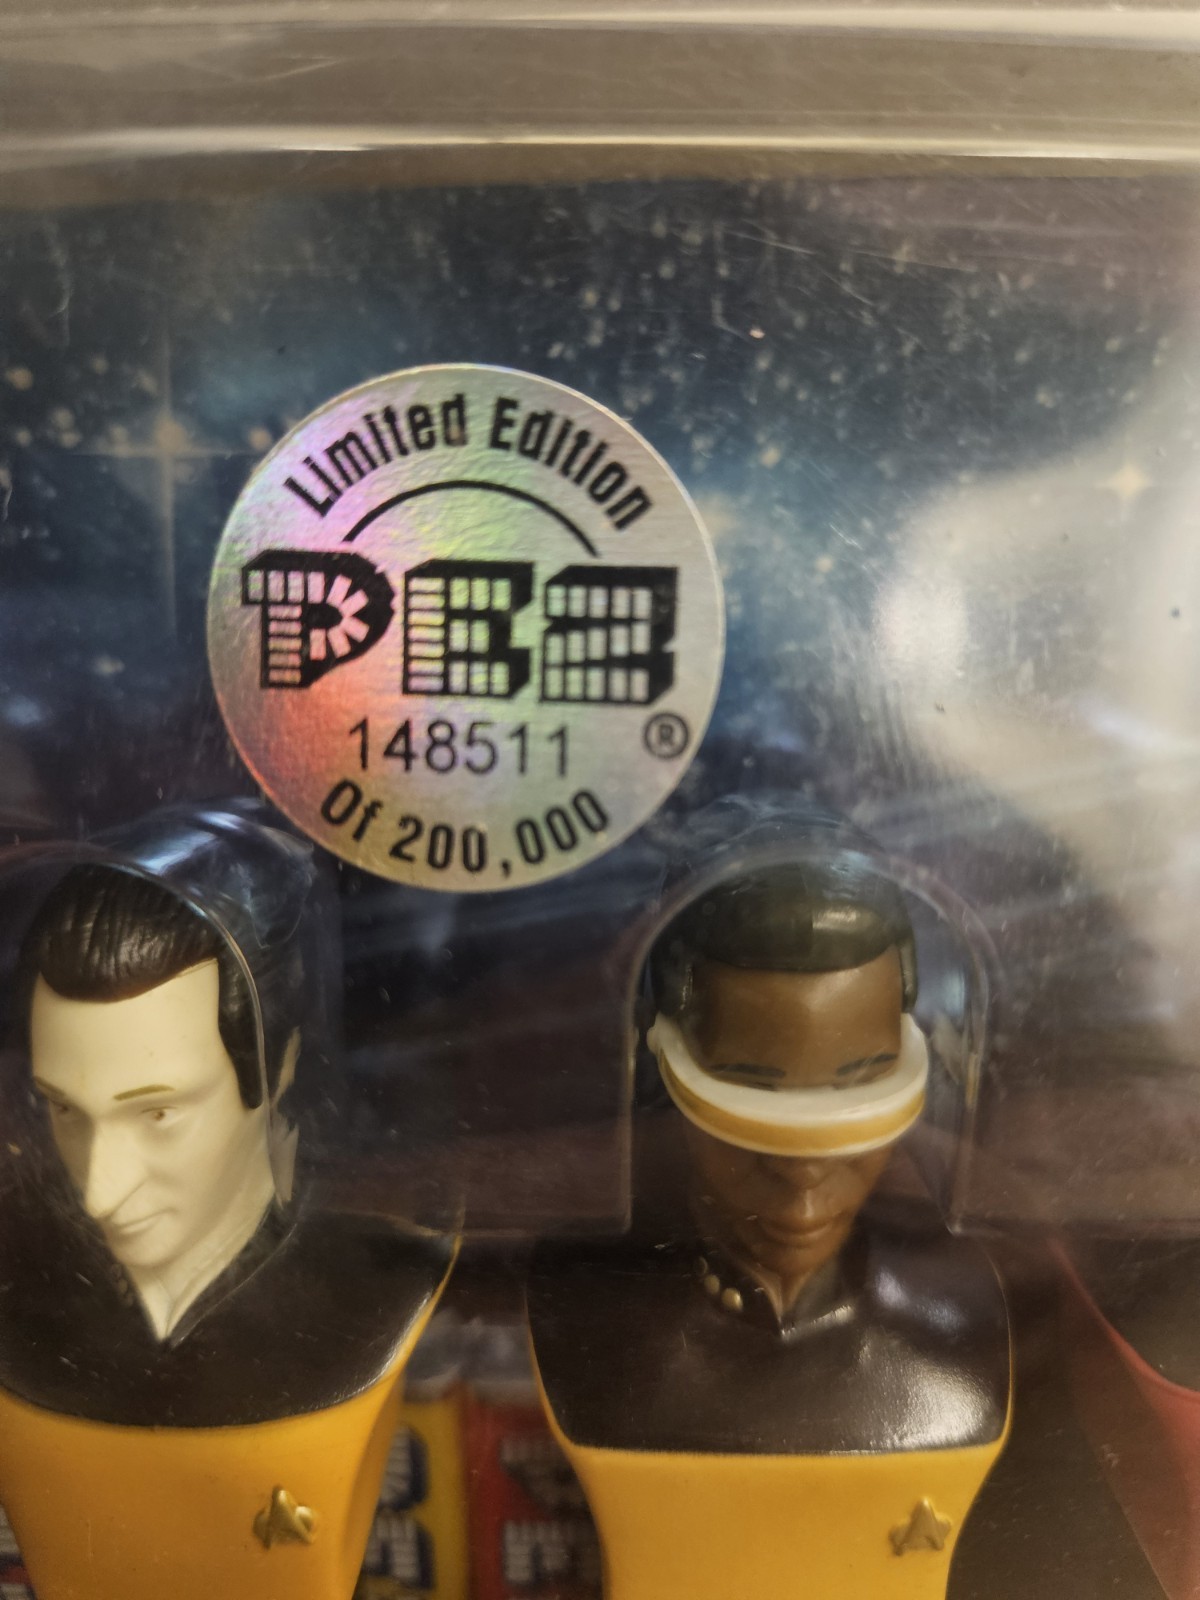 Limited Edition
PEZ
®
148511
Of 200,000